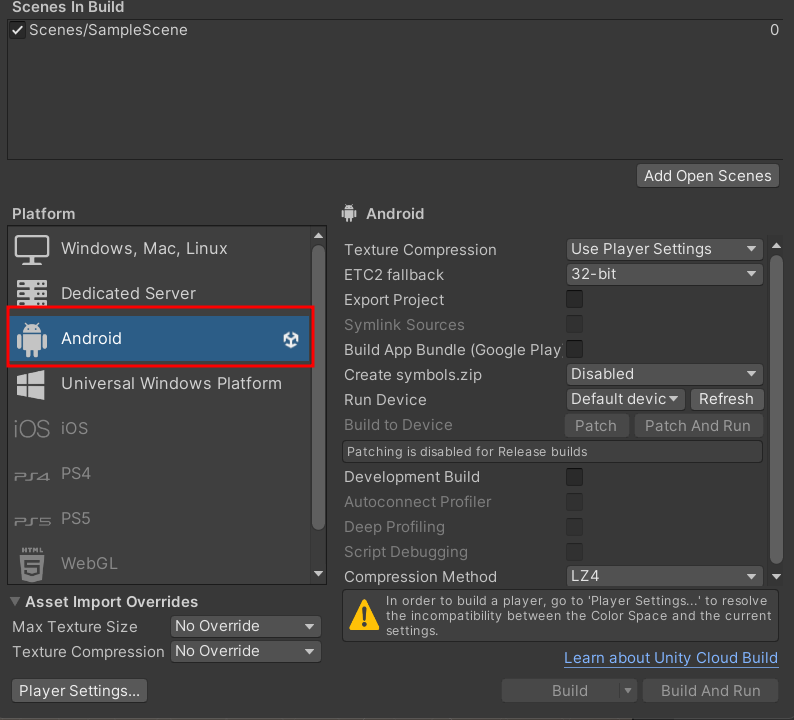 Scenes In Build
Scenes/SampleScene 0
Add Open Scenes
Platform
Windows, Mac, Linux
Dedicated Server
Android
Universal Windows Platform
iOS iOS
PS4 PS4
PS5 PS5
HTML 5 WebGL
Asset Import Overrides
Max Texture Size No Override
Texture Compression No Override
Player Settings...
Android
Texture Compression Use Player Settings
ETC2 fallback 32-bit
Export Project
Symlink Sources
Build App Bundle (Google Play
Create symbols.zip Disabled
Run Device Default devic Refresh
Build to Device Patch Patch And Run
Patching is disabled for Release builds
Development Build
Autoconnect Profiler
Deep Profiling
Script Debugging
Compression Method LZ4
In order to build a player, go to 'Player Settings...' to resolve
the incompatibility between the Color Space and the current
settings.
Learn about Unity Cloud Build
Build Build And Run